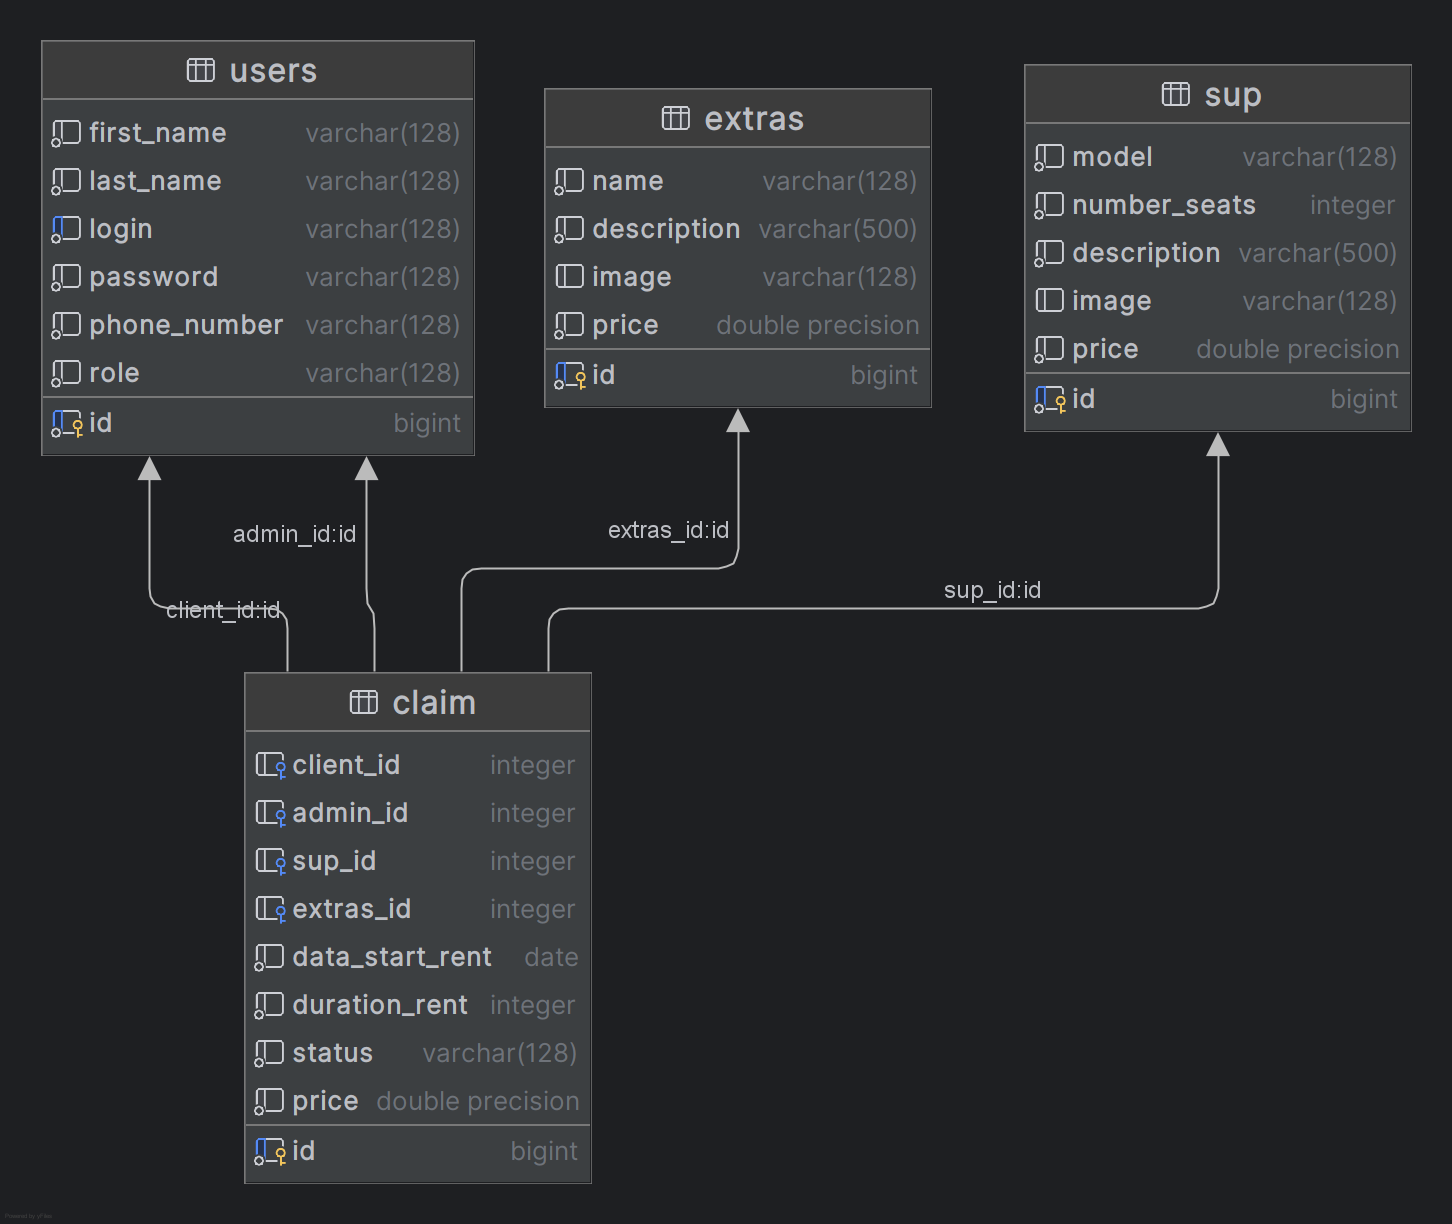 users
first_name varchar(128)
last_name varchar(128)
login varchar(128)
password varchar(128)
phone_number varchar(128)
role varchar(128)
id bigint
extras
name varchar(128)
description varchar(500)
image varchar(128)
price double precision
id bigint
sup
model varchar(128)
number_seats integer
description varchar(500)
image varchar(128)
price double precision
id bigint
admin_id:id
extras_id:id
sup_id:id
client_id:id
claim
client_id integer
admin_id integer
sup_id integer
extras_id integer
data_start_rent date
duration_rent integer
status varchar(128)
price double precision
id bigint
Powered by yFiles